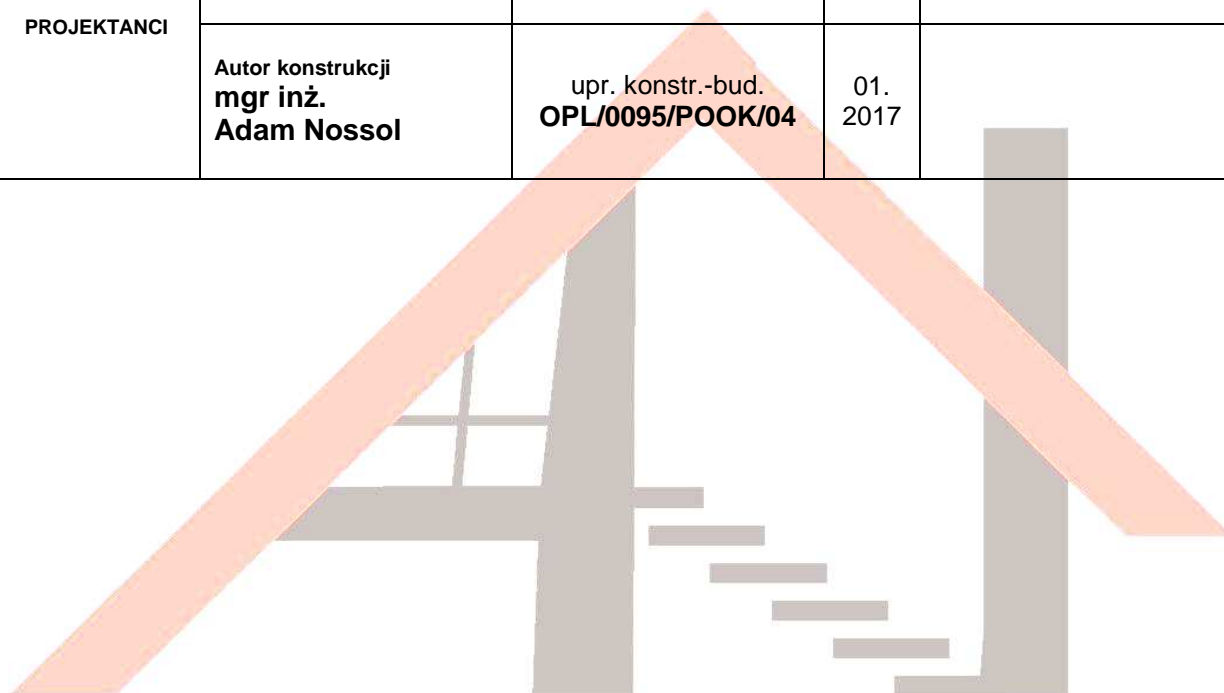 PROJEKTANCI
Autor konstrukcji
mgr inż.
Adam Nossol
upr. konstr.-bud.
OPL/0095/POOK/04
01.
2017